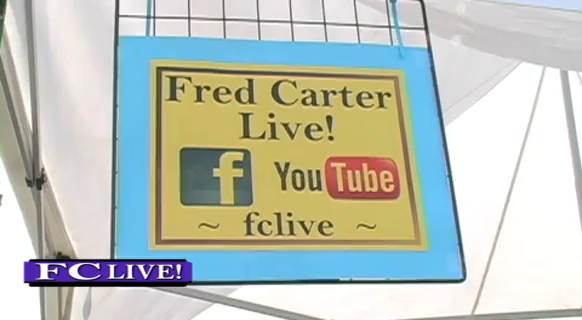 Fred Carter
Live!
f YouTube
~ fclive ~
FC LIVE!